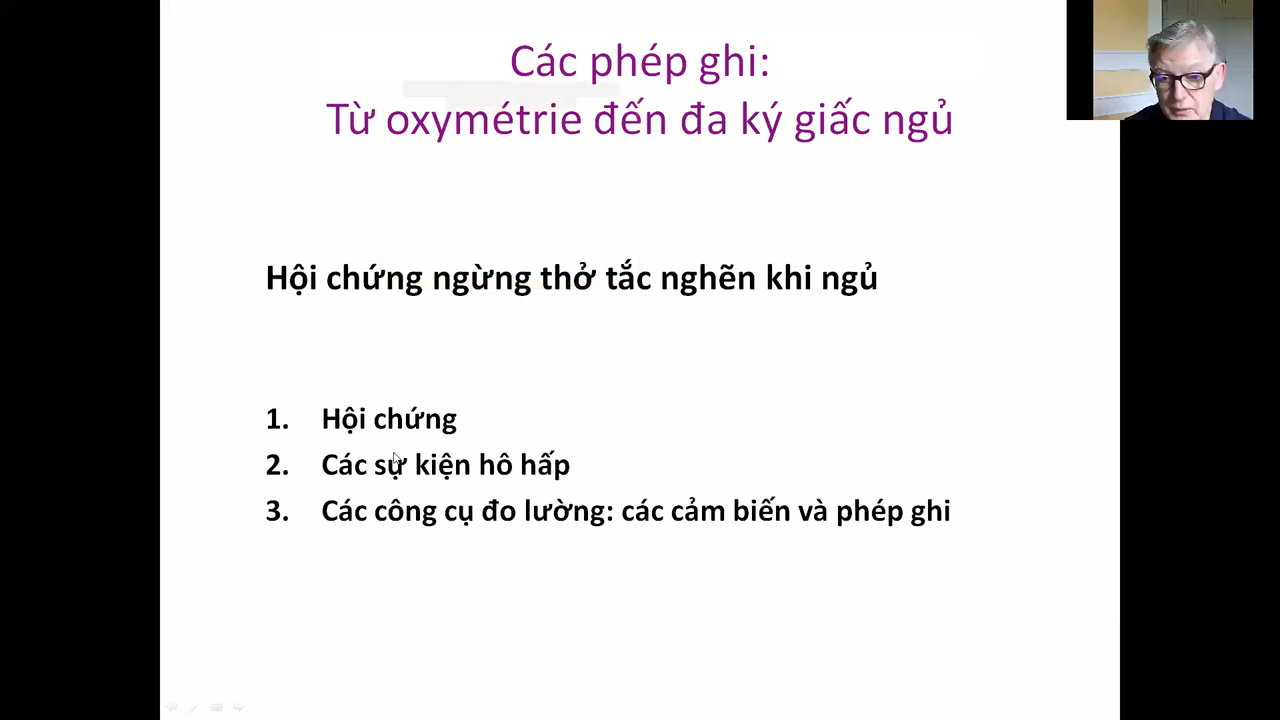 Các phép ghi:
Từ oxymétrie đến đa ký giấc ngủ
Hội chứng ngừng thở tắc nghẽn khi ngủ
1. Hội chứng
2. Các sự kiện hô hấp
3. Các công cụ đo lường: các cảm biến và phép ghi